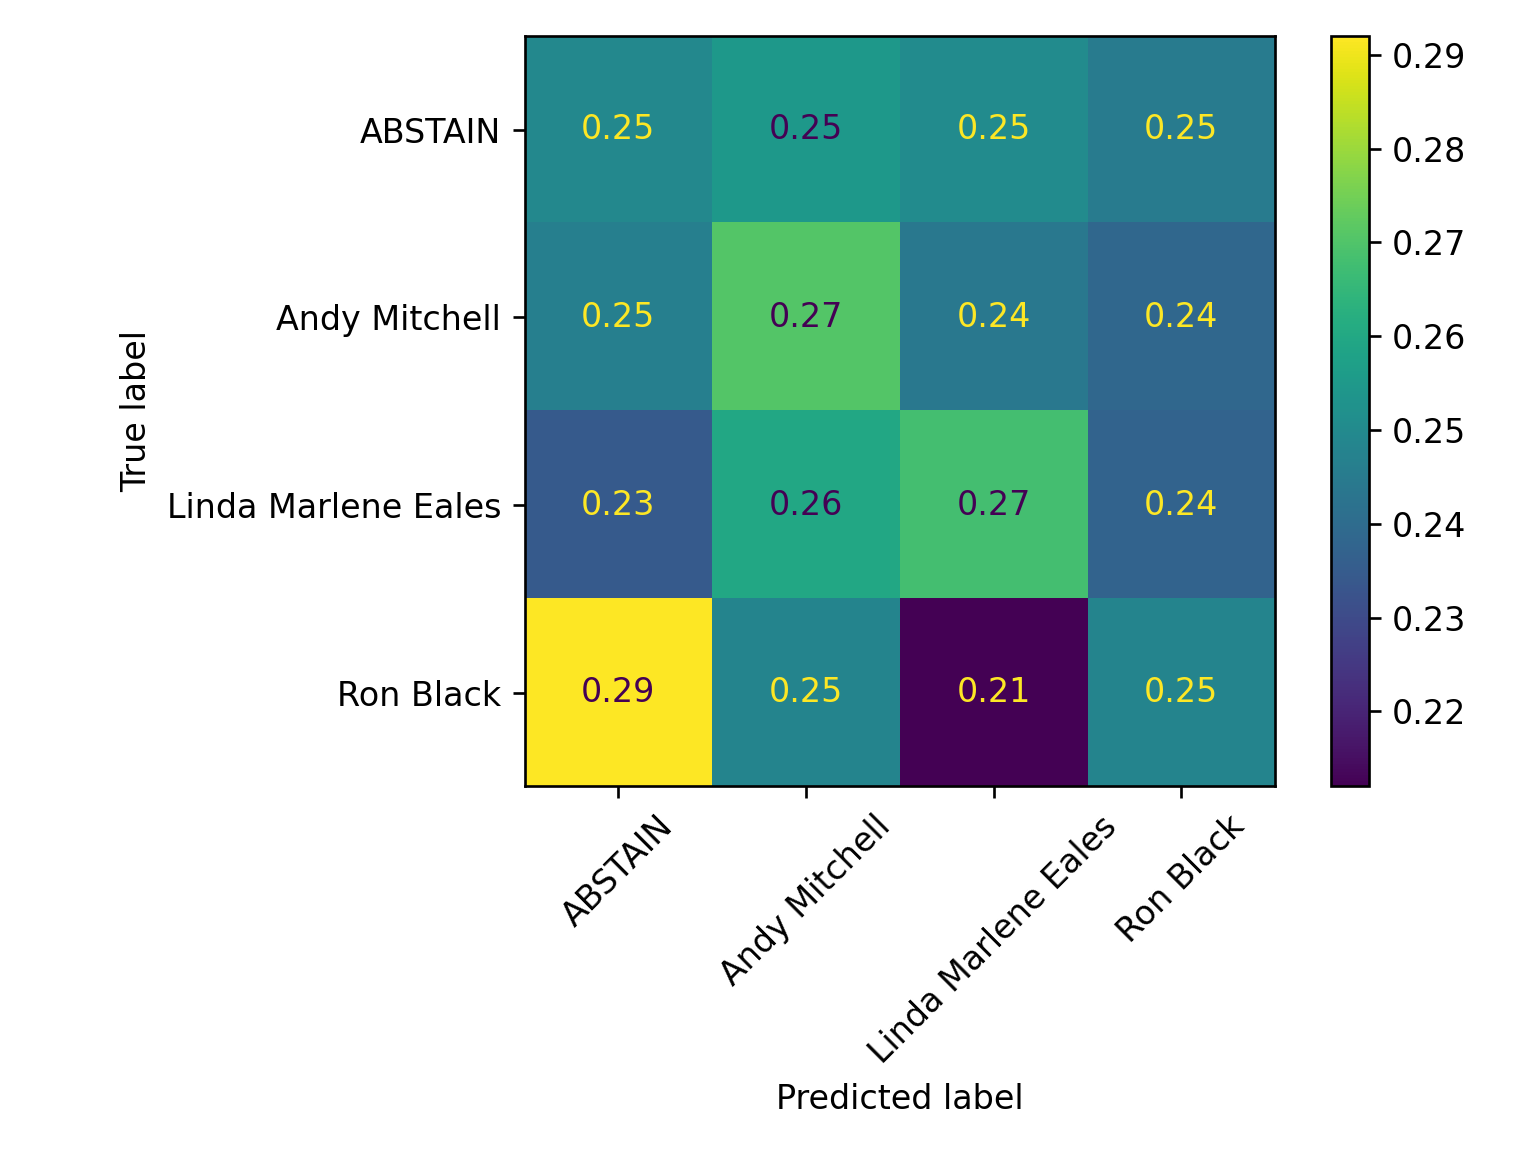 True label
ABSTAIN
Andy Mitchell
Linda Marlene Eales
Ron Black
0.25 0.25 0.25 0.25
0.25 0.27 0.24 0.24
0.23 0.26 0.27 0.24
0.29 0.25 0.21 0.25
ABSTAIN
Andy Mitchell
Linda Marlene Eales
Ron Black
Predicted label
0.29
0.28
0.27
0.26
0.25
0.24
0.23
0.22